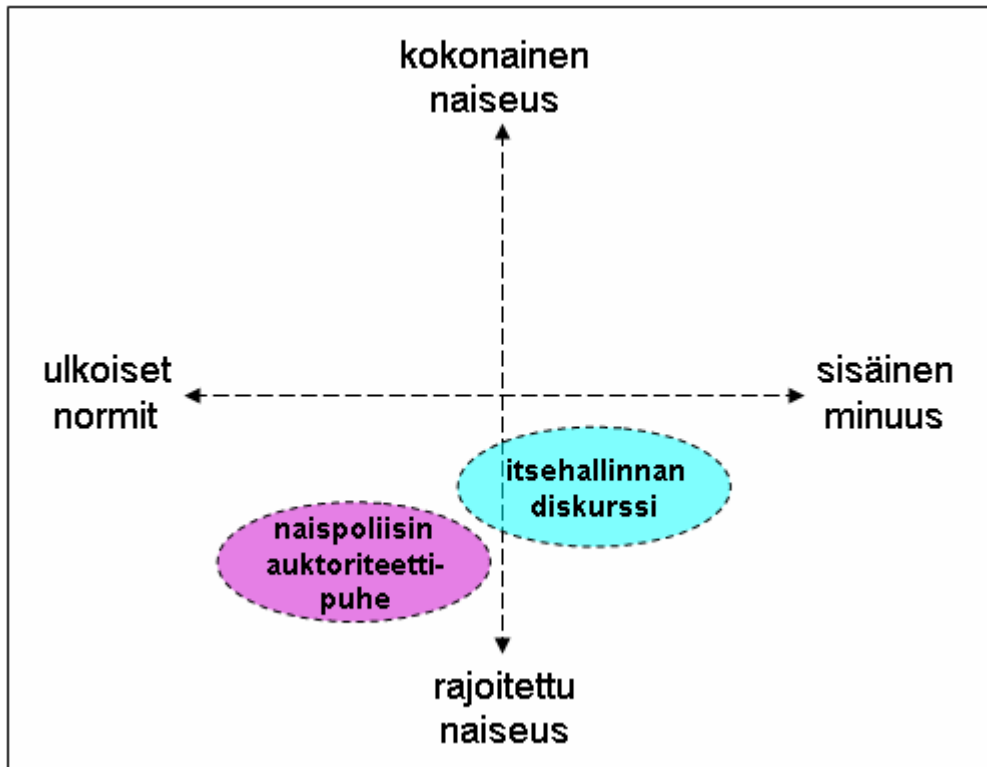 kokonainen
naiseus
ulkoiset
normit
sisäinen
minuus
itsehallinnan
diskurssi
naispoliisin
auktoriteetti-
puhe
rajoitettu
naiseus